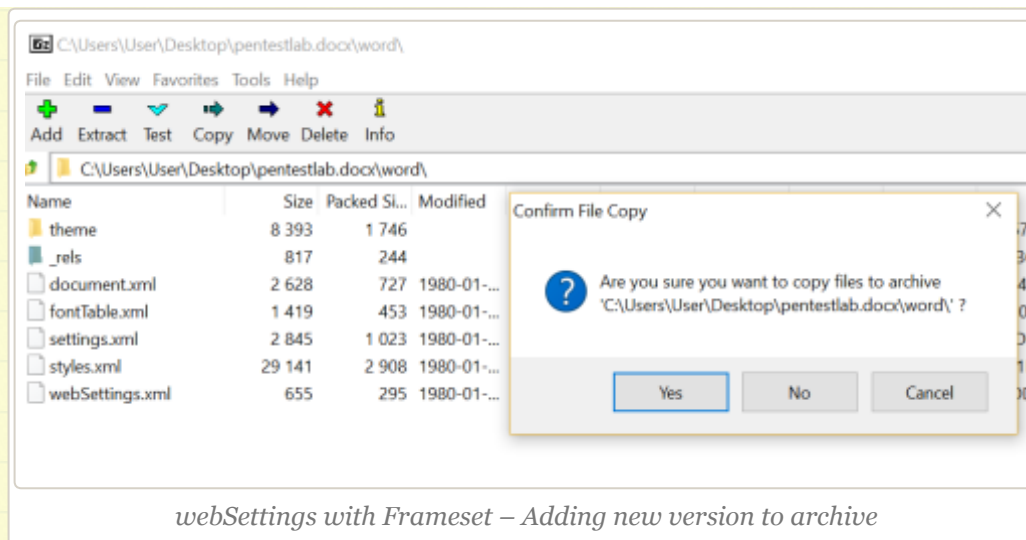 C:\Users\User\Desktop\pentestlab.docx\word\
File Edit View Favorites Tools Help
Add Extract Test Copy Move Delete Info
C:\Users\User\Desktop\pentestlab.docx\word\
Name Size Packed Si... Modified
theme 8 393 1 746
_rels 817 244
document.xml 2 628 727 1980-01-...
fontTable.xml 1 419 453 1980-01-...
settings.xml 2 845 1 023 1980-01-...
styles.xml 29 141 2 908 1980-01-...
webSettings.xml 655 295 1980-01-...
Confirm File Copy
Are you sure you want to copy files to archive
'C:\Users\User\Desktop\pentestlab.docx\word\' ?
Yes No Cancel
webSettings with Frameset – Adding new version to archive